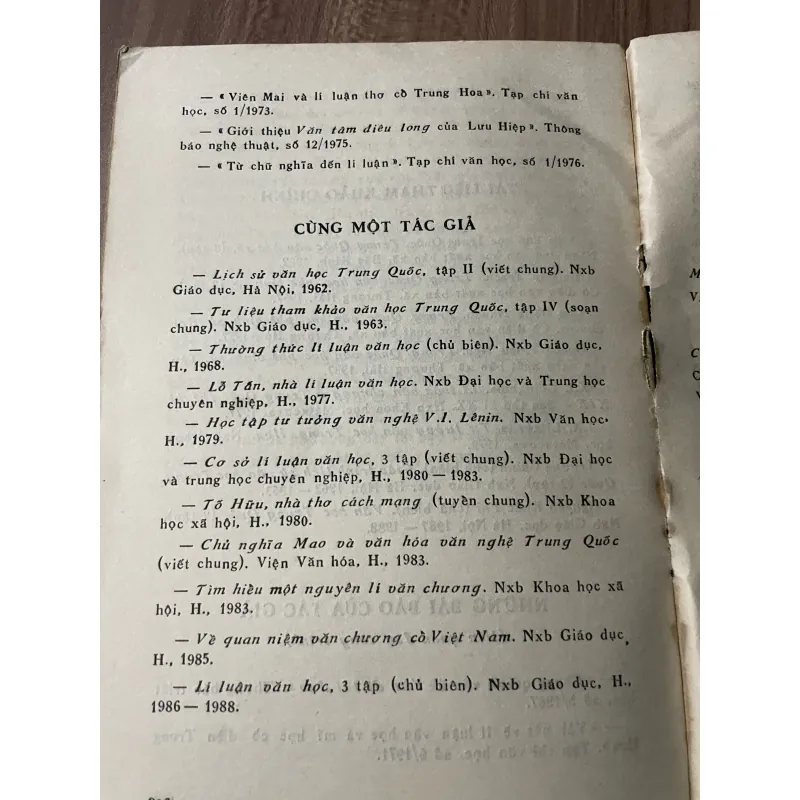 — « Viên Mai và lí luận thơ cổ Trung Hoa ». Tạp chí văn
học, số 1/1973.
— « Giới thiệu Văn tâm điêu long của Lưu Hiệp ». Thông
báo nghệ thuật, số 12/1975.
— « Từ chữ nghĩa đến lí luận ». Tạp chí văn học, số 1/1976.
CÙNG MỘT TÁC GIẢ
— Lịch sử văn học Trung Quốc, tập II (viết chung). Nxb
Giáo dục, Hà Nội, 1962.
— Tư liệu tham khảo văn học Trung Quốc, tập IV (soạn
chung). Nxb Giáo dục, H., 1963.
— Thường thức lí luận văn học (chủ biên). Nxb Giáo dục,
H., 1968.
— Lỗ Tấn, nhà lí luận văn học. Nxb Đại học và Trung học
chuyên nghiệp, H., 1977.
— Học tập tư tưởng văn nghệ V.I. Lênin. Nxb Văn học.
H., 1979.
— Cơ sở lí luận văn học, 3 tập (viết chung). Nxb Đại học
và trung học chuyên nghiệp, H., 1980 — 1983.
— Tố Hữu, nhà thơ cách mạng (tuyển chung). Nxb Khoa
học xã hội, H., 1980.
— Chủ nghĩa Mao và văn hóa văn nghệ Trung Quốc
(viết chung). Viện Văn hóa, H., 1983.
— Tìm hiểu một nguyên lí văn chương. Nxb Khoa học xã
hội, H., 1983.
— Về quan niệm văn chương cổ Việt Nam. Nxb Giáo dục,
H., 1985.
— Lí luận văn học, 3 tập (chủ biên). Nxb Giáo dục, H.,
1986 — 1988.